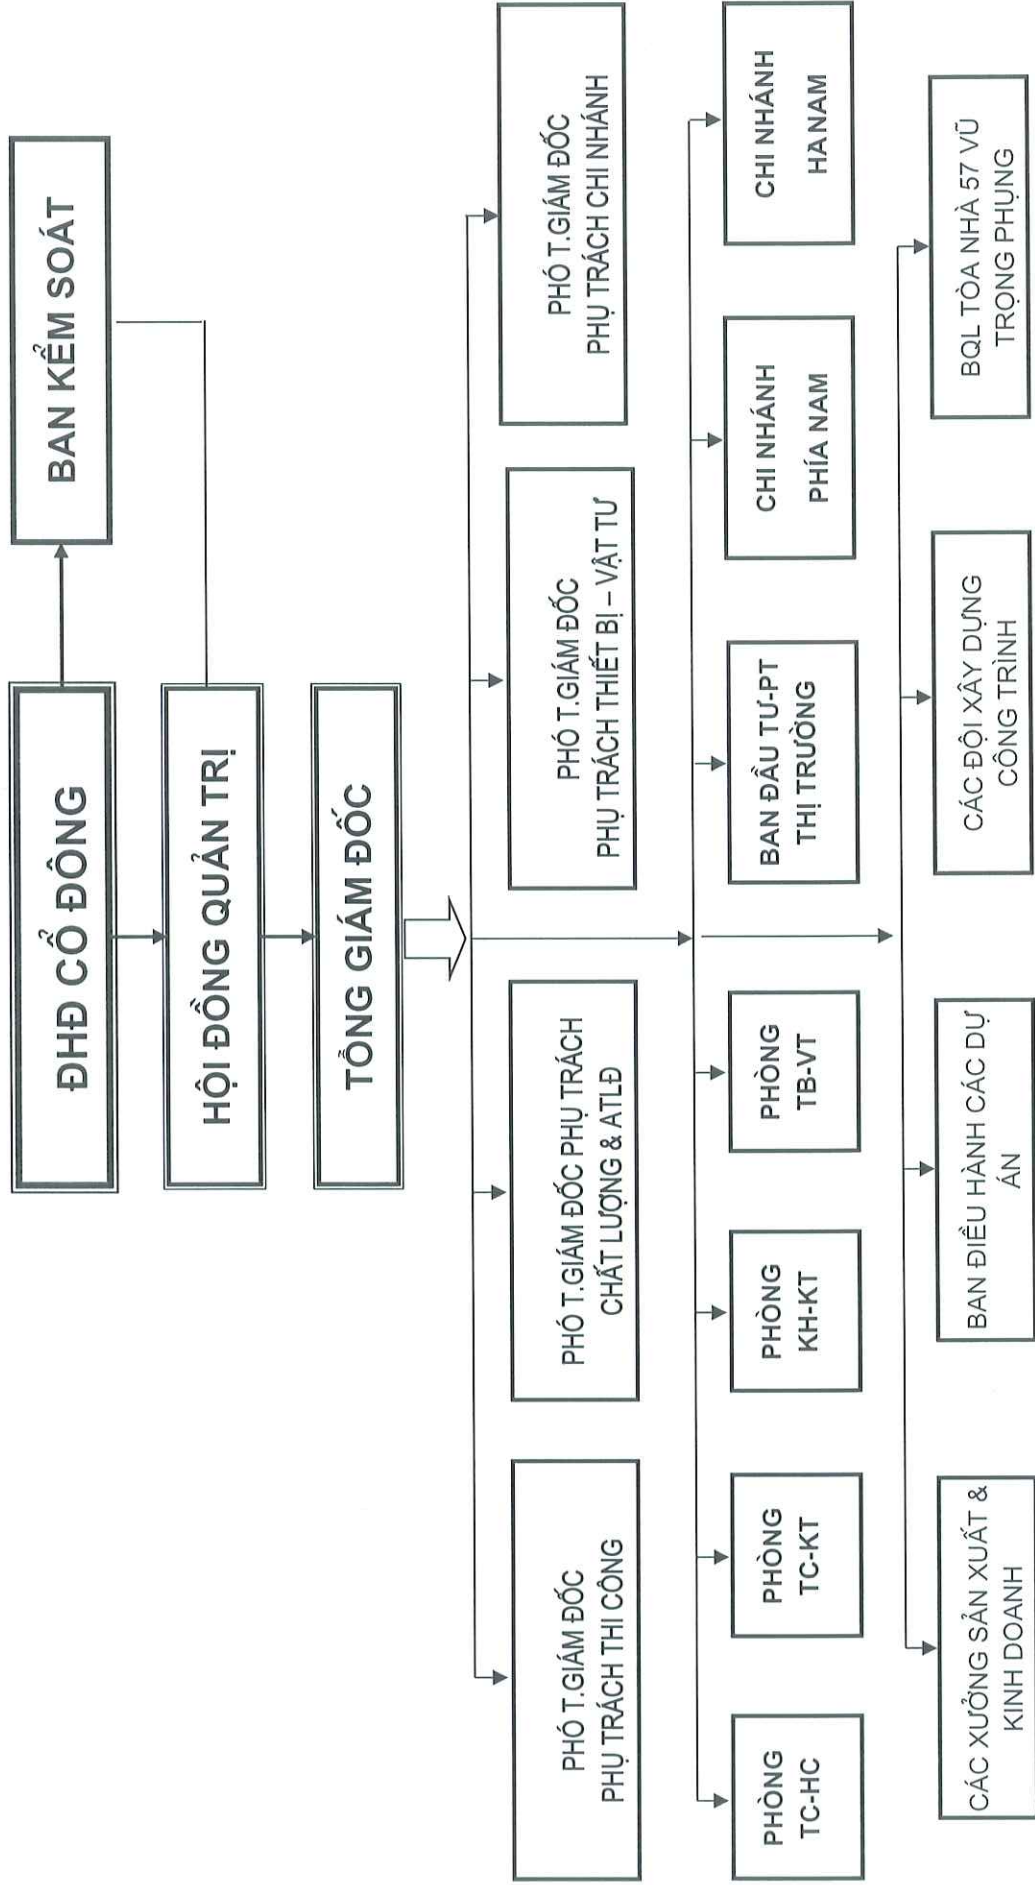 ĐHĐ CỔ ĐÔNG
BAN KỂM SOÁT
HỘI ĐỒNG QUẢN TRỊ
TỔNG GIÁM ĐỐC
PHÓ T.GIÁM ĐỐC
PHỤ TRÁCH THI CÔNG
PHÓ T.GIÁM ĐỐC PHỤ TRÁCH
CHẤT LƯỢNG & ATLĐ
PHÓ T.GIÁM ĐỐC
PHỤ TRÁCH THIẾT BỊ – VẬT TƯ
PHÓ T.GIÁM ĐỐC
PHỤ TRÁCH CHI NHÁNH
PHÒNG
TC-HC
PHÒNG
TC-KT
PHÒNG
KH-KT
PHÒNG
TB-VT
BAN ĐẦU TƯ-PT
THỊ TRƯỜNG
CHI NHÁNH
PHÍA NAM
CHI NHÁNH
HANAM
CÁC XƯỞNG SẢN XUẤT &
KINH DOANH
BAN ĐIỀU HÀNH CÁC DỰ
ÁN
CÁC ĐỘI XÂY DỰNG
CÔNG TRÌNH
BQL TÒA NHÀ 57 VŨ
TRỌNG PHỤNG